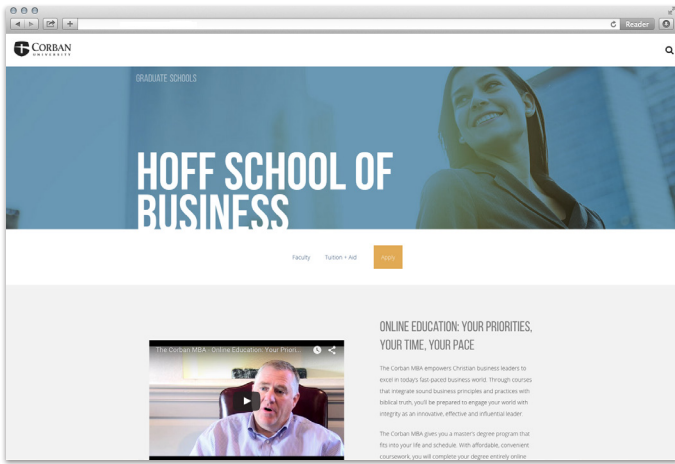 Reader
CORBAN
UNIVERSITY
GRADUATE SCHOOLS
HOFF SCHOOL OF
BUSINESS
Faculty Tuition + Aid Apply
The Corban MBA - Online Education: Your Priori...
ONLINE EDUCATION: YOUR PRIORITIES,
YOUR TIME, YOUR PACE
The Corban MBA empowers Christian business leaders to
excel in today's fast-paced business world. Through courses
that integrate sound business principles and practices with
biblical truth, you'll be prepared to engage your world with
integrity as an innovative, effective and influential leader
The Corban MBA gives you a master's degree program that
fits into your life and schedule. With affordable, convenient
coursework, you will complete your degree entirely online